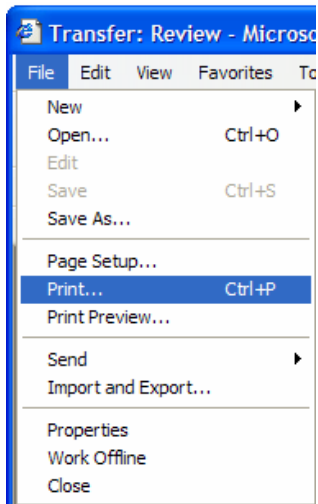 Transfer: Review - Micros
File Edit View Favorites To
New
Open... Ctrl+O
Edit
Save Ctrl+S
Save As...
Page Setup...
Print... Ctrl+P
Print Preview...
Send
Import and Export...
Properties
Work Offline
Close